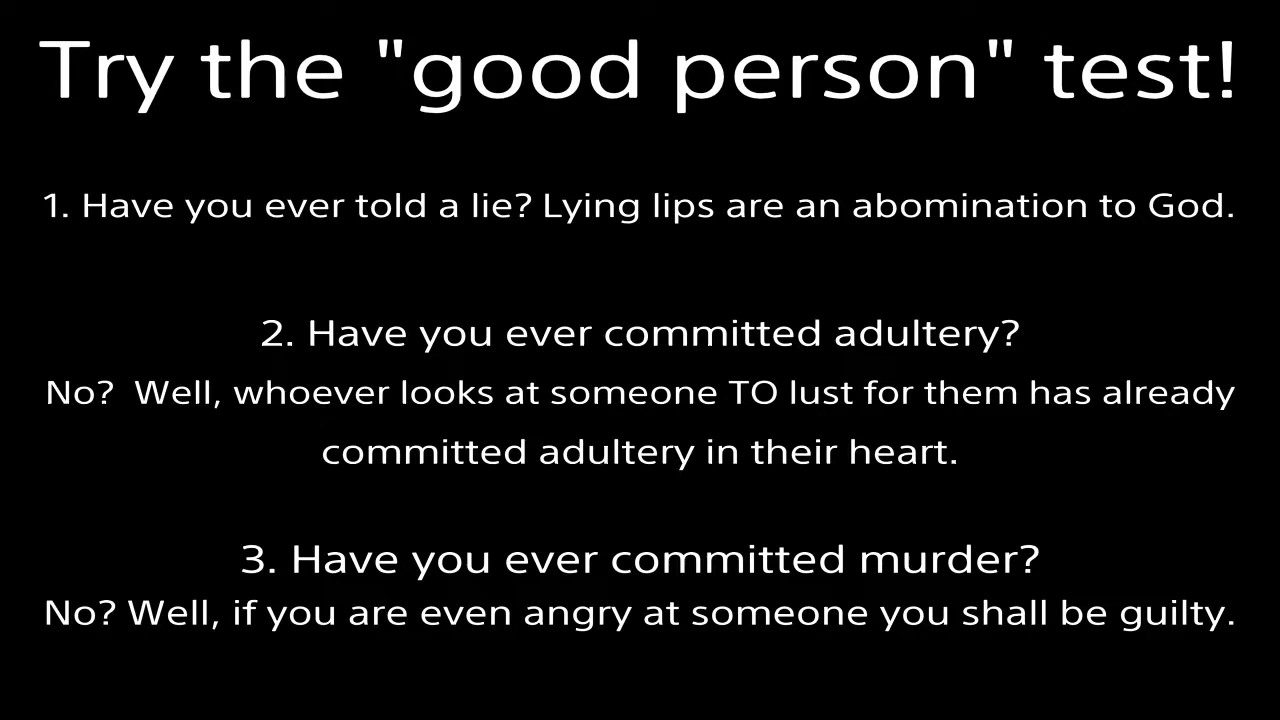 Try the "good person" test!
1. Have you ever told a lie? Lying lips are an abomination to God.
2. Have you ever committed adultery?
No?  Well, whoever looks at someone TO lust for them has already
committed adultery in their heart.
3. Have you ever committed murder?
No? Well, if you are even angry at someone you shall be guilty.